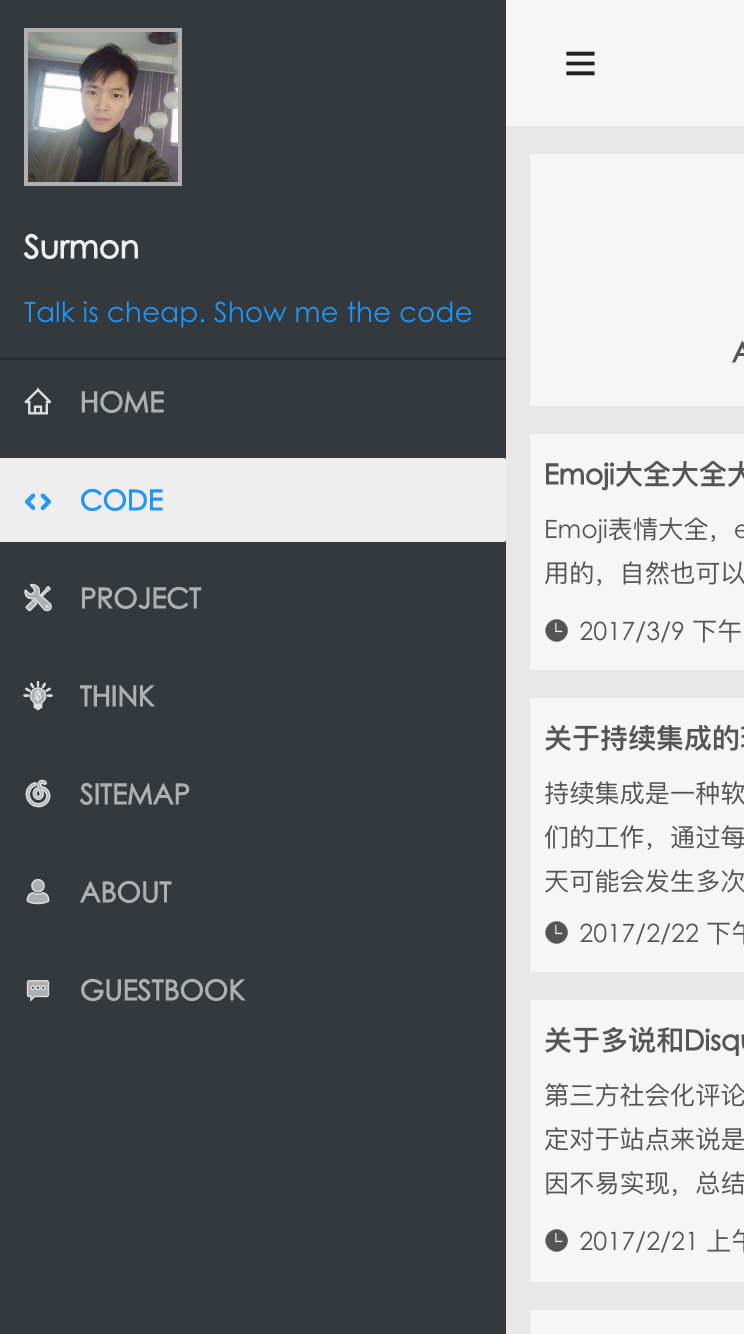 Surmon
Talk is cheap. Show me the code
HOME
CODE
PROJECT
THINK
SITEMAP
ABOUT
GUESTBOOK
Emoji大全大全
Emoji表情大全，e
用的，自然也可以
2017/3/9 下午
关于持续集成的
持续集成是一种软
们的工作，通过每
天可能会发生多次
2017/2/22 下午
关于多说和Disqu
第三方社会化评论
定对于站点来说是
因不易实现，总结
2017/2/21 上午